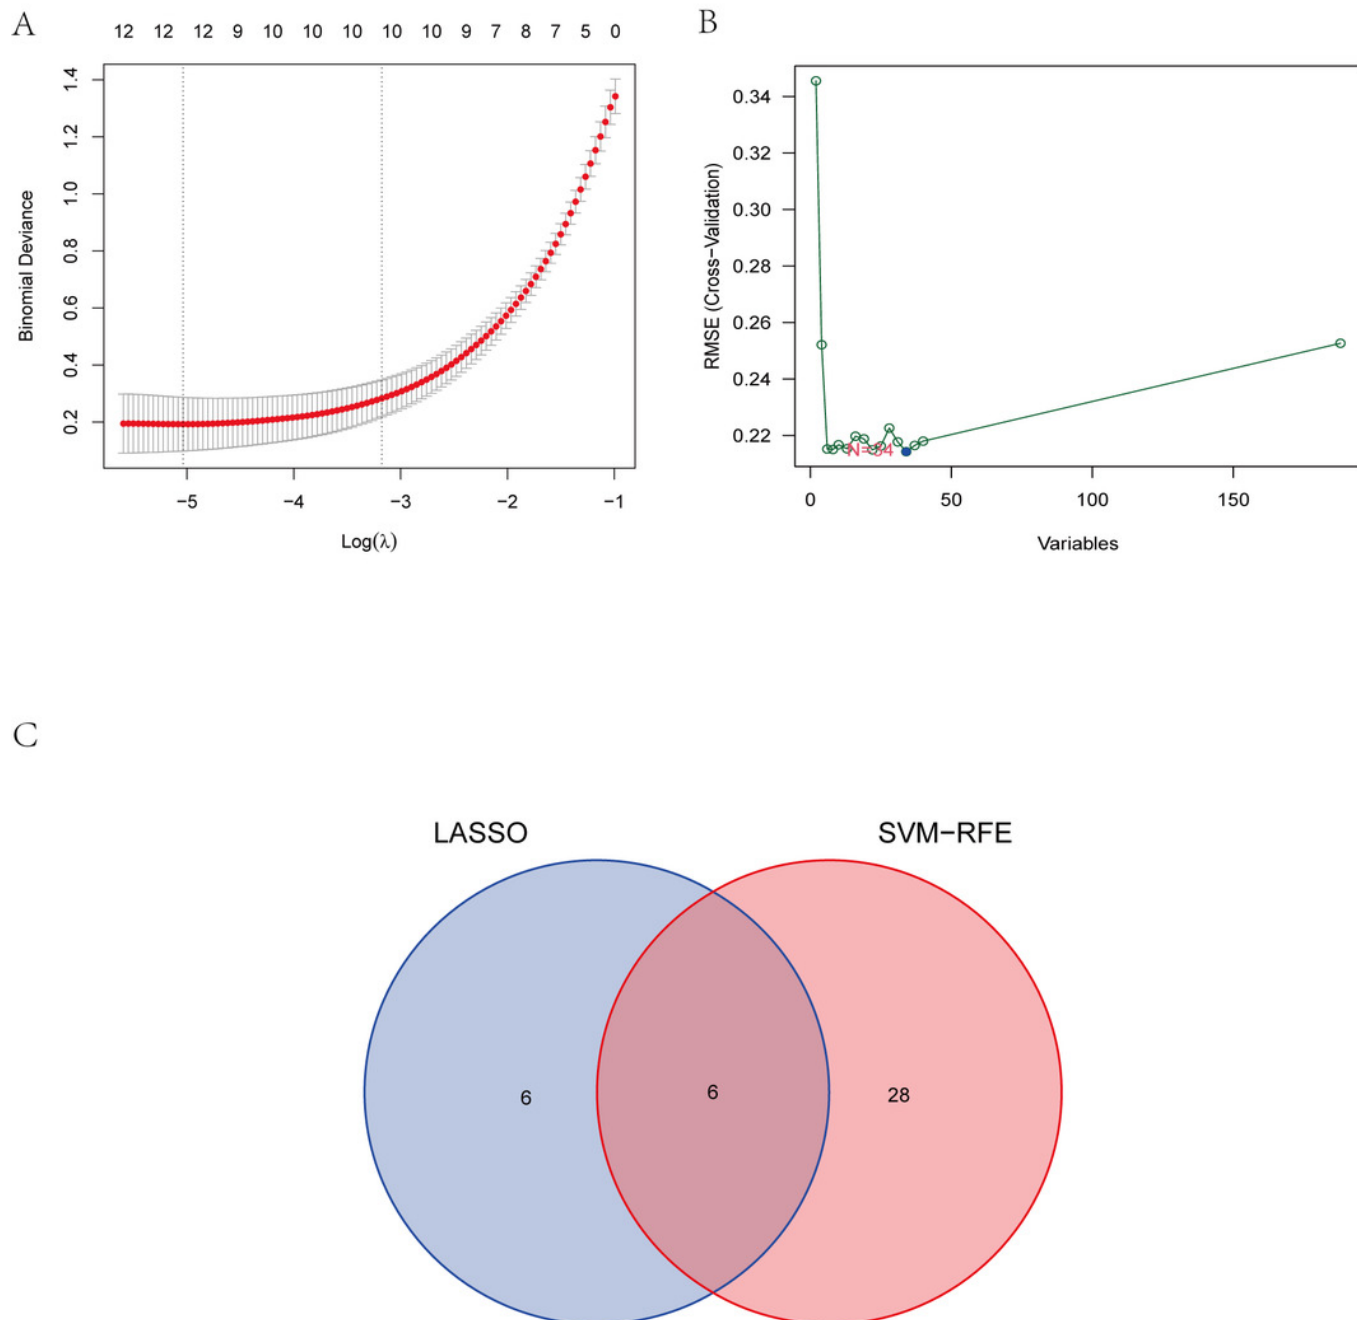 A
12 12 12 9 10 10 10 10 10 9 7 8 7 5 0
1.4
1.2
1.0
0.8
0.6
0.4
0.2
Binomial Deviance
−5 −4 −3 −2 −1
Log(λ)
B
0.34
0.32
0.30
0.28
0.26
0.24
0.22
RMSE (Cross−Validation)
N=34
0 50 100 150
Variables
C
LASSO SVM−RFE
6 6 28